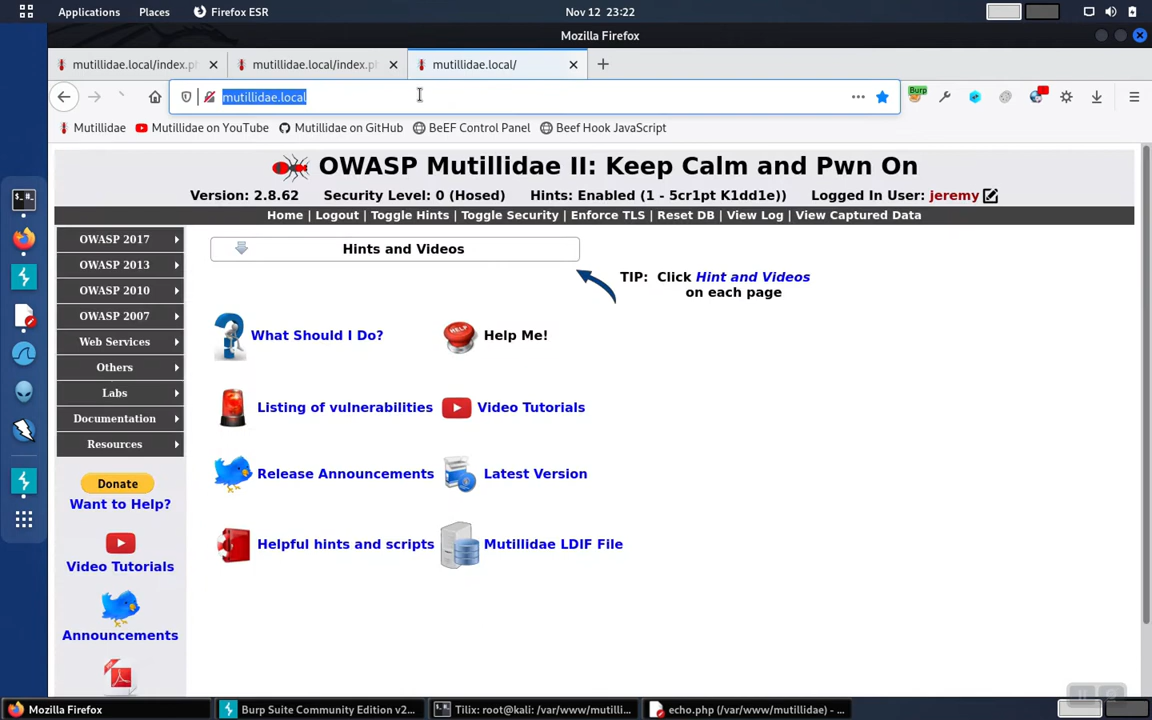 Applications Places Firefox ESR Nov 12 23:22
Mozilla Firefox
mutillidae.local/index.ph mutillidae.local/index.ph mutillidae.local/
mutillidae.local
Burp
Mutillidae Mutillidae on YouTube Mutillidae on GitHub BeEF Control Panel Beef Hook JavaScript
OWASP Mutillidae II: Keep Calm and Pwn On
Version: 2.8.62 Security Level: 0 (Hosed) Hints: Enabled (1 - 5cr1pt K1dd1e)) Logged In User: jeremy
Home | Logout | Toggle Hints | Toggle Security | Enforce TLS | Reset DB | View Log | View Captured Data
OWASP 2017
OWASP 2013
OWASP 2010
OWASP 2007
Web Services
Others
Labs
Documentation
Resources
Donate
Want to Help?
Video Tutorials
Announcements
Hints and Videos
TIP: Click Hint and Videos
on each page
What Should I Do? Help Me!
HELP
Listing of vulnerabilities Video Tutorials
Release Announcements Latest Version
Helpful hints and scripts Mutillidae LDIF File
Mozilla Firefox Burp Suite Community Edition v2... Tilix: root@kali: /var/www/mutilli... echo.php (/var/www/mutillidae) - ...